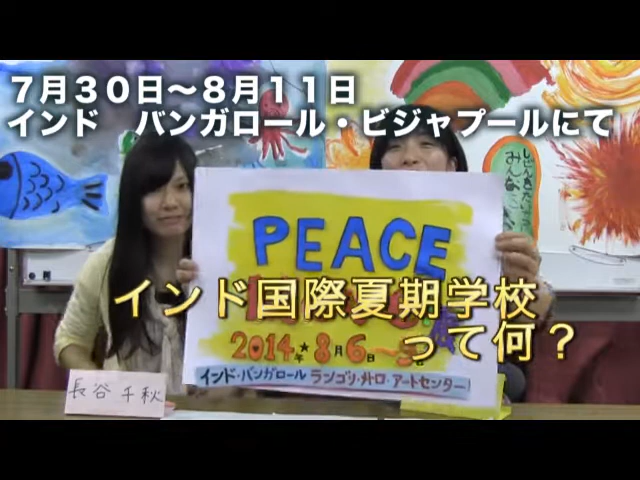 7月30日〜8月11日
インド バンガロール・ビジャプールにて
みんな
PEACE
インド国際夏期学校
って何？
2014年★8月6日〜
インド・バンガロール ランゴリ・メトロ・アートセンター
長谷千秋